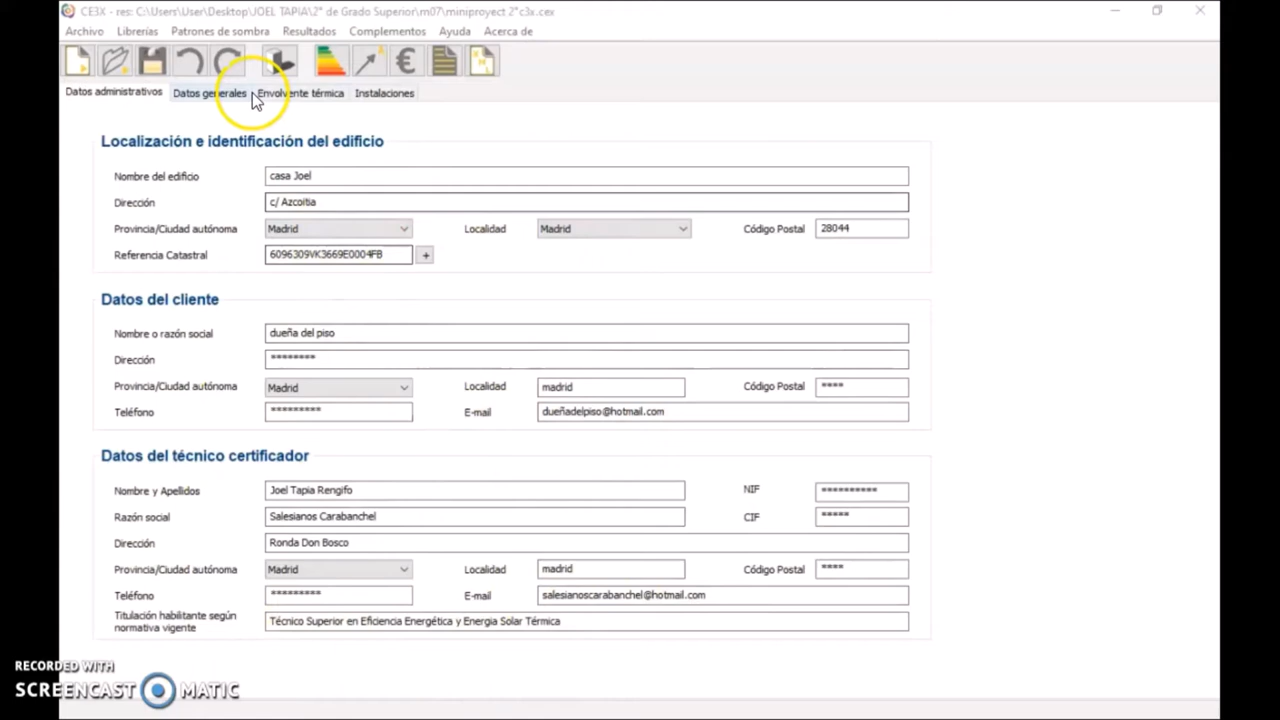 CE3X - res: C:\Users\User\Desktop\JOEL TAPIA\2° de Grado Superior\m07\miniproyect 2°c3x.cex
Archivo Librerías Patrones de sombra Resultados Complementos Ayuda Acerca de
Datos administrativos Datos generales Envolvente térmica Instalaciones
Localización e identificación del edificio
Nombre del edificio casa Joel
Dirección c/ Azcoitia
Provincia/Ciudad autónoma Madrid Localidad Madrid Código Postal 28044
Referencia Catastral 6096309VK3669E0004FB +
Datos del cliente
Nombre o razón social dueña del piso
Dirección ********
Provincia/Ciudad autónoma Madrid Localidad madrid Código Postal ****
Teléfono ********* E-mail dueñadelpiso@hotmail.com
Datos del técnico certificador
Nombre y Apellidos Joel Tapia Rengifo NIF **********
Razón social Salesianos Carabanchel CIF *****
Dirección Ronda Don Bosco
Provincia/Ciudad autónoma Madrid Localidad madrid Código Postal ****
Teléfono ********* E-mail salesianoscarabanchel@hotmail.com
Titulación habilitante según
normativa vigente Técnico Superior en Eficiencia Energética y Energia Solar Térmica
RECORDED WITH
SCREENCAST MATIC